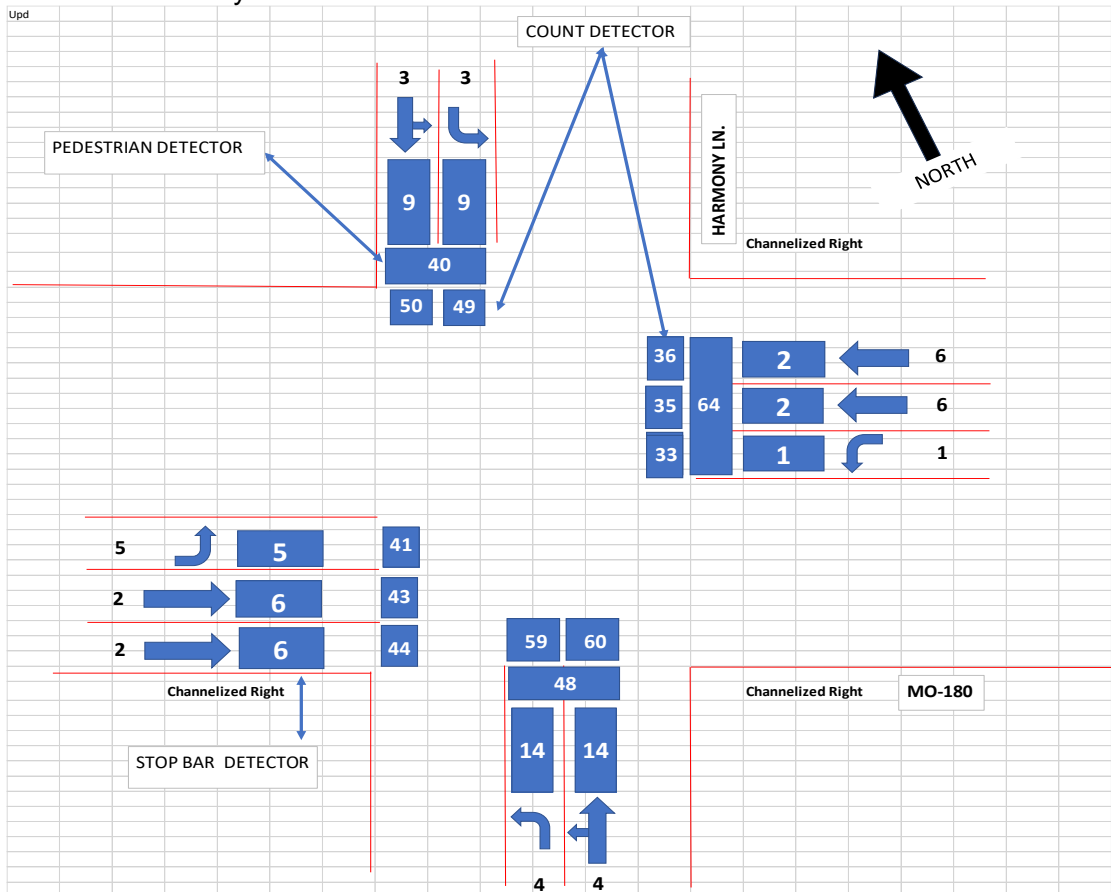 Upd
COUNT DETECTOR
3 3
PEDESTRIAN DETECTOR
HARMONY LN.
NORTH
9 9
Channelized Right
40
50 49
36 2 6
35 64 2 6
33 1 1
5 5 41
2 6 43
2 6 44
59 60
Channelized Right
48
Channelized Right
MO-180
STOP BAR DETECTOR
14 14
4 4